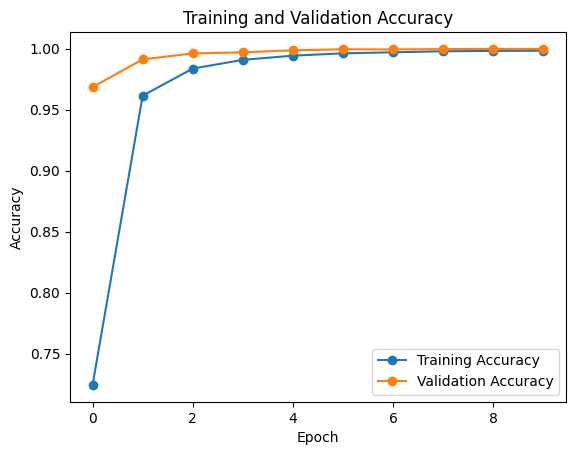 Training and Validation Accuracy
1.00
0.95
0.90
0.85
0.80
0.75
Accuracy
Training Accuracy
Validation Accuracy
0 2 4 6 8
Epoch